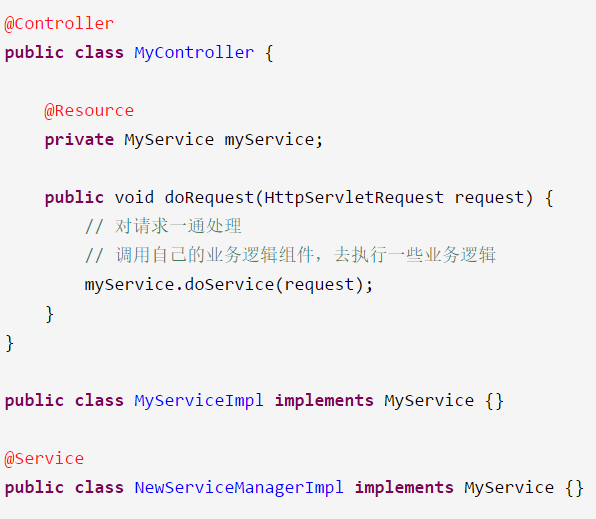 @Controller
public class MyController {
@Resource
private MyService myService;
public void doRequest(HttpServletRequest request) {
// 对请求一通处理
// 调用自己的业务逻辑组件，去执行一些业务逻辑
myService.doService(request);
}
}
public class MyServiceImpl implements MyService {}
@Service
public class NewServiceManagerImpl implements MyService {}